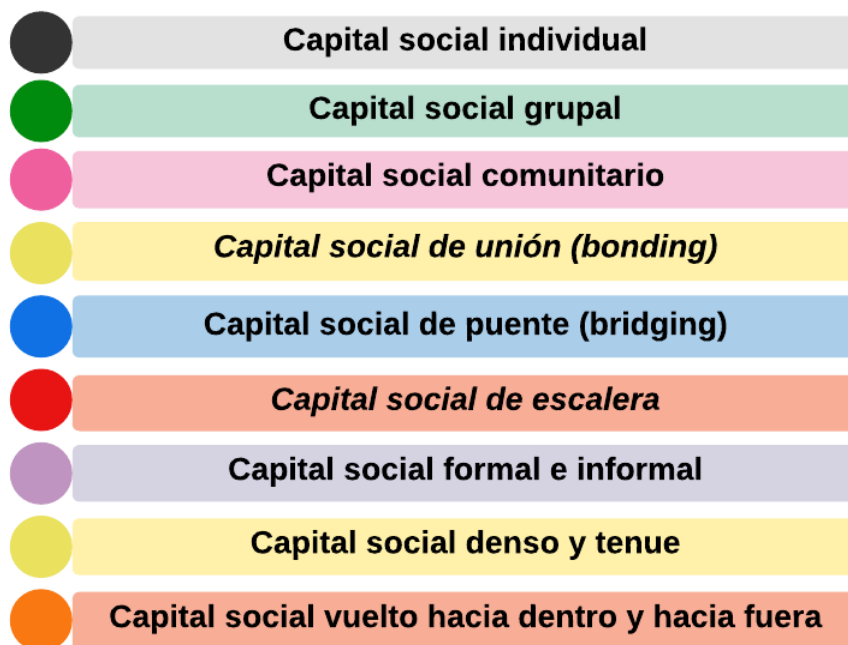 Capital social individual
Capital social grupal
Capital social comunitario
Capital social de unión (bonding)
Capital social de puente (bridging)
Capital social de escalera
Capital social formal e informal
Capital social denso y tenue
Capital social vuelto hacia dentro y hacia fuera